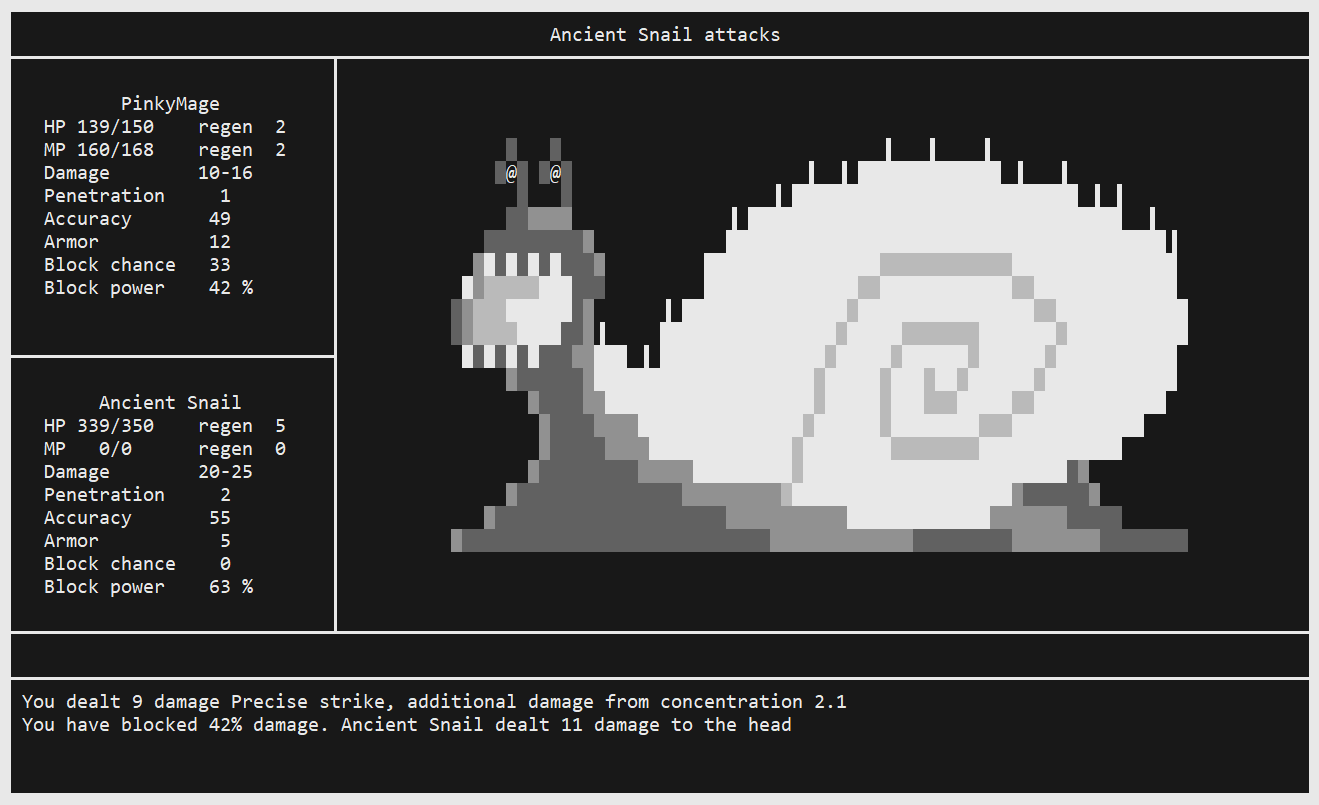 Ancient Snail attacks
PinkyMage
HP 139/150 regen 2
MP 160/168 regen 2
Damage 10-16
Penetration 1
Accuracy 49
Armor 12
Block chance 33
Block power 42 %
@ @
Ancient Snail
HP 339/350 regen 5
MP 0/0 regen 0
Damage 20-25
Penetration 2
Accuracy 55
Armor 5
Block chance 0
Block power 63 %
You dealt 9 damage Precise strike, additional damage from concentration 2.1
You have blocked 42% damage. Ancient Snail dealt 11 damage to the head